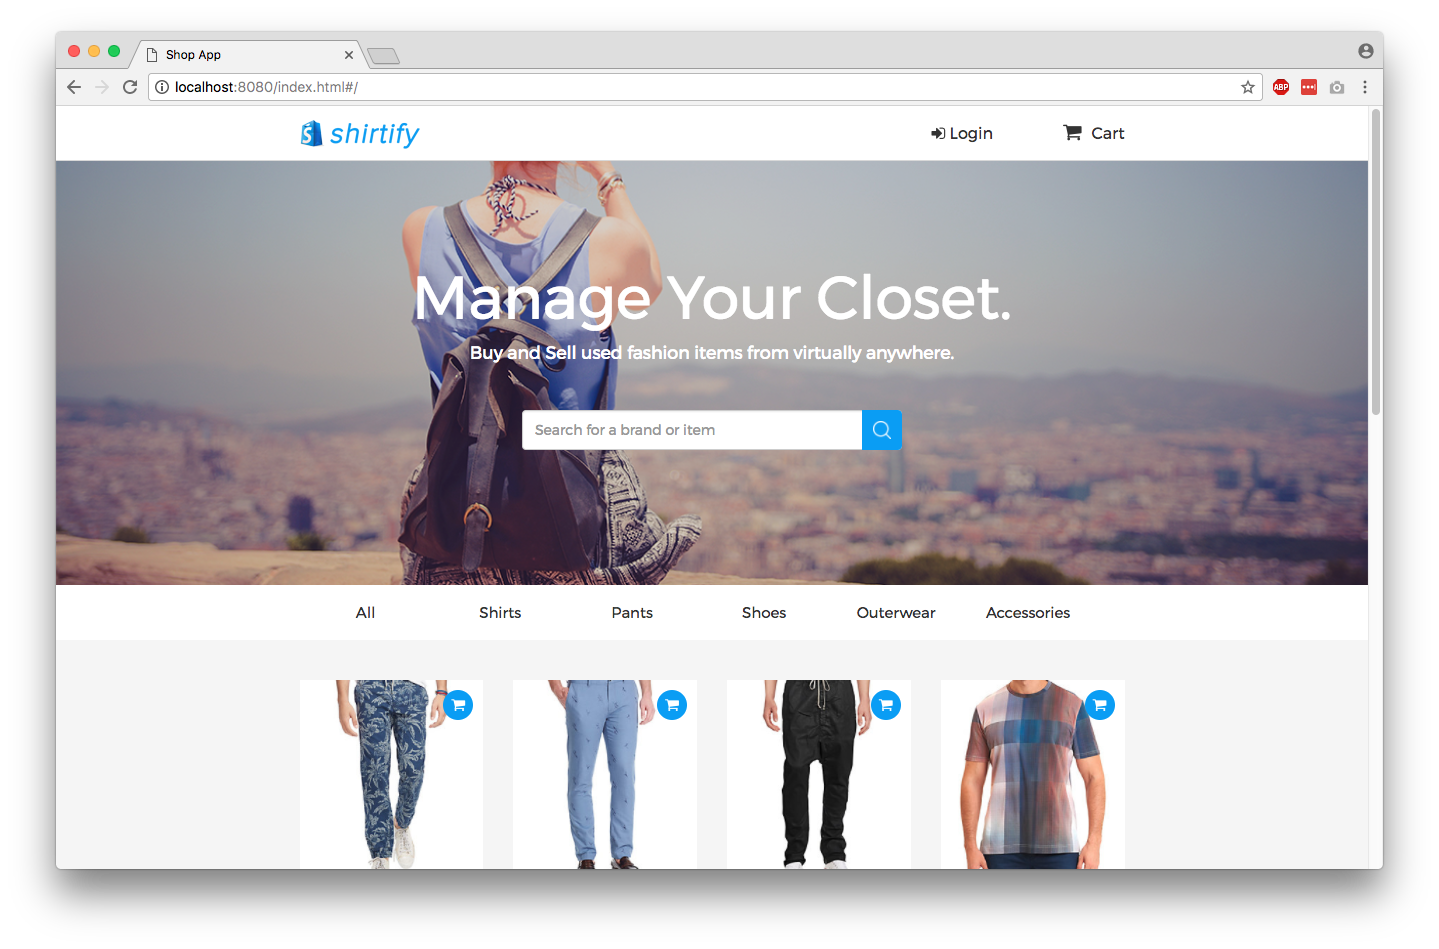 Shop App
localhost:8080/index.html#/
ABP
S shirtify
Login
Cart
Manage Your Closet.
Buy and Sell used fashion items from virtually anywhere.
Search for a brand or item
All Shirts Pants Shoes Outerwear Accessories